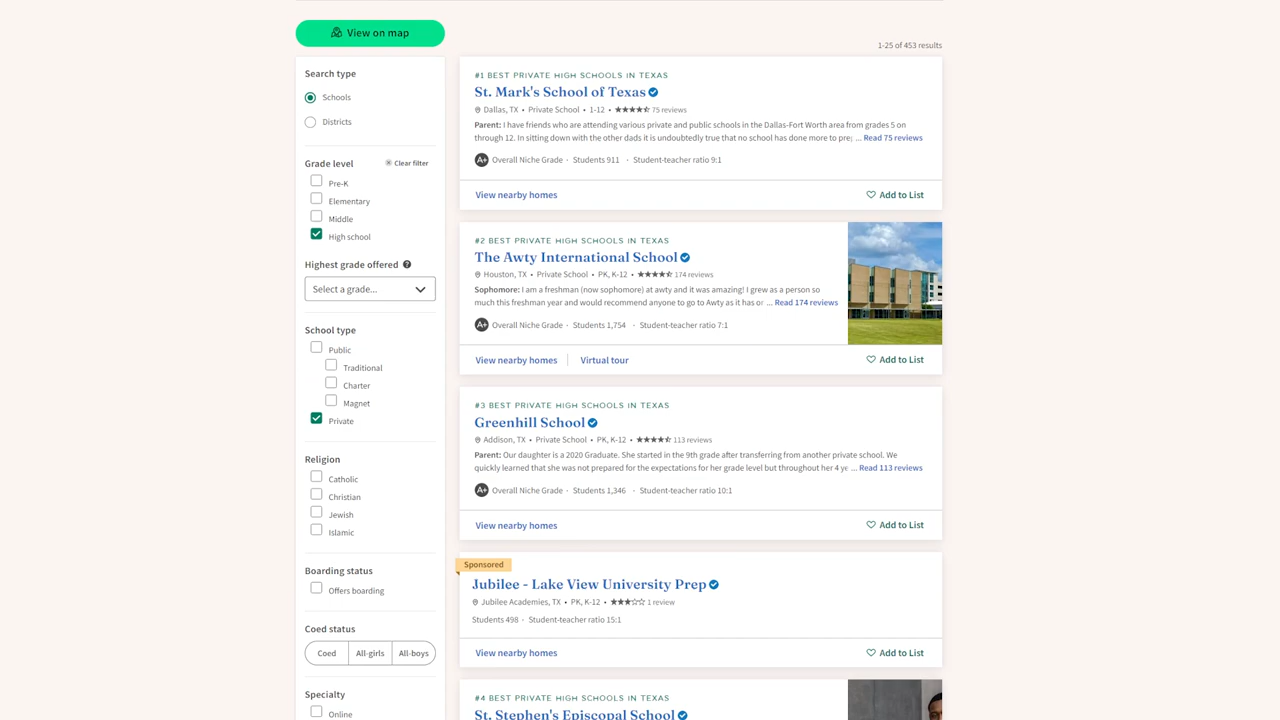 View on map
1-25 of 453 results
Search type
Schools
Districts
Grade level
Clear filter
Pre-K
Elementary
Middle
High school
Highest grade offered
Select a grade...
School type
Public
Traditional
Charter
Magnet
Private
Religion
Catholic
Christian
Jewish
Islamic
Boarding status
Offers boarding
Coed status
Coed All-girls All-boys
Specialty
Online
#1 BEST PRIVATE HIGH SCHOOLS IN TEXAS
St. Mark's School of Texas
Dallas, TX • Private School • 1-12 • 75 reviews
Parent: I have friends who are attending various private and public schools in the Dallas-Fort Worth area from grades 5 on
through 12. In sitting down with the other dads it is undoubtedly true that no school has done more to pre ... Read 75 reviews
A+ Overall Niche Grade · Students 911 · Student-teacher ratio 9:1
View nearby homes
Add to List
#2 BEST PRIVATE HIGH SCHOOLS IN TEXAS
The Awty International School
Houston, TX • Private School • PK, K-12 • 174 reviews
Sophomore: I am a freshman (now sophomore) at awty and it was amazing! I grew as a person so
much this freshman year and would recommend anyone to go to Awty as it has ... Read 174 reviews
A+ Overall Niche Grade · Students 1,754 · Student-teacher ratio 7:1
View nearby homes
Virtual tour
Add to List
#3 BEST PRIVATE HIGH SCHOOLS IN TEXAS
Greenhill School
Addison, TX • Private School • PK, K-12 • 113 reviews
Parent: Our daughter is a 2020 Graduate. She started in the 9th grade after transferring from another private school. We
quickly learned that she was not prepared for the expectations for her grade level but throughout her 4 ... Read 113 reviews
A+ Overall Niche Grade · Students 1,346 · Student-teacher ratio 10:1
View nearby homes
Add to List
Sponsored
Jubilee - Lake View University Prep
Jubilee Academies, TX • PK, K-12 • 1 review
Students 498 · Student-teacher ratio 15:1
View nearby homes
Add to List
#4 BEST PRIVATE HIGH SCHOOLS IN TEXAS
St. Stephen's Episcopal School